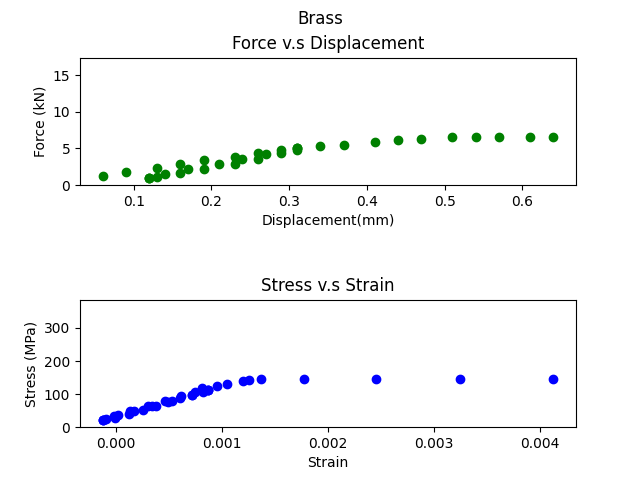 Brass
Force v.s Displacement
15
10
5
0
Force (kN)
0.1 0.2 0.3 0.4 0.5 0.6
Displacement(mm)
Stress v.s Strain
300
200
100
0
Stress (MPa)
0.000 0.001 0.002 0.003 0.004
Strain